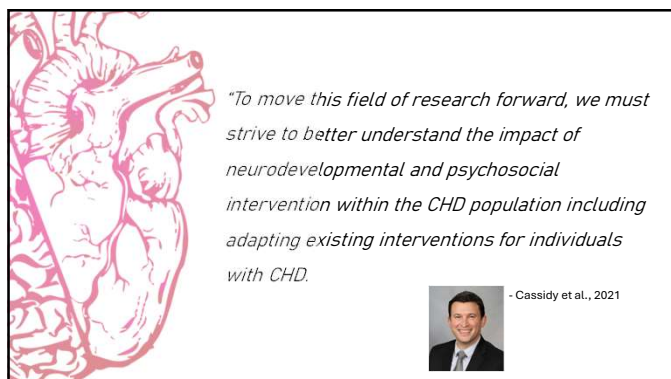 “To move this field of research forward, we must
strive to better understand the impact of
neurodevelopmental and psychosocial
intervention within the CHD population including
adapting existing interventions for individuals
with CHD.
- Cassidy et al., 2021